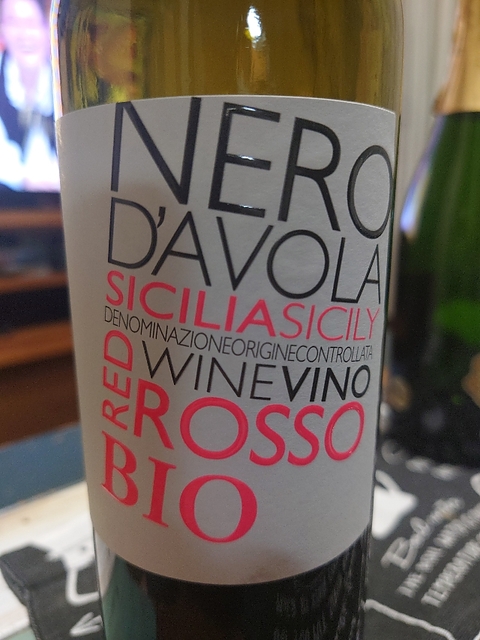 NERO
D'AVOLA
SICILIASICILY
DENOMINAZIONEORIGINECONTROLLATA
WINEVINO
RED
ROSSO
BIO